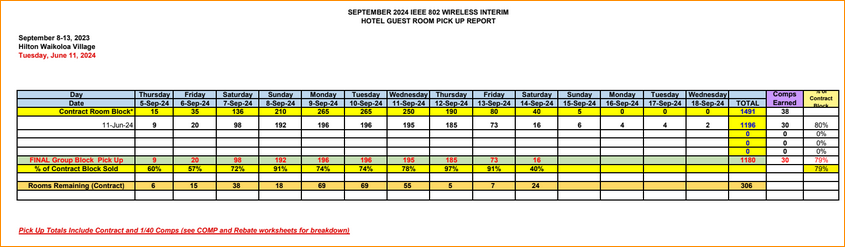 SEPTEMBER 2024 IEEE 802 WIRELESS INTERIM
HOTEL GUEST ROOM PICK UP REPORT
September 8-13, 2023
Hilton Waikoloa Village
Tuesday, June 11, 2024
Day Thursday Friday Saturday Sunday Monday Tuesday Wednesday Thursday Friday Saturday Sunday Monday Tuesday Wednesday Comps Earned % of Contract Block
Date 5-Sep-24 6-Sep-24 7-Sep-24 8-Sep-24 9-Sep-24 10-Sep-24 11-Sep-24 12-Sep-24 13-Sep-24 14-Sep-24 15-Sep-24 16-Sep-24 17-Sep-24 18-Sep-24 TOTAL
Contract Room Block* 15 35 136 210 265 265 250 190 80 40 5 0 0 0 1491 38
11-Jun-24 9 20 98 192 196 196 195 185 73 16 6 4 4 2 1196 30 80%
0 0 0%
0 0 0%
0 0 0%
FINAL Group Block Pick Up 9 20 98 192 196 196 195 185 73 16 1180 30 79%
% of Contract Block Sold 60% 57% 72% 91% 74% 74% 78% 97% 91% 40% 79%
Rooms Remaining (Contract) 6 15 38 18 69 69 55 5 7 24 306
Pick Up Totals Include Contract and 1/40 Comps (see COMP and Rebate worksheets for breakdown)